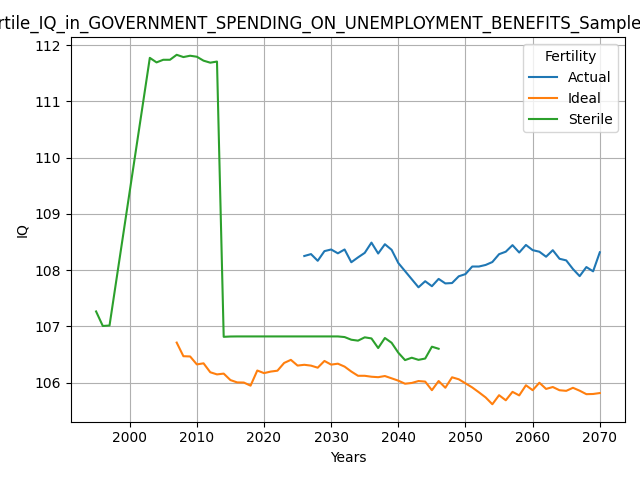 rtile_IQ_in_GOVERNMENT_SPENDING_ON_UNEMPLOYMENT_BENEFITS_Sample
112
111
110
109
108
107
106
IQ
Fertility
Actual
Ideal
Sterile
2000 2010 2020 2030 2040 2050 2060 2070
Years